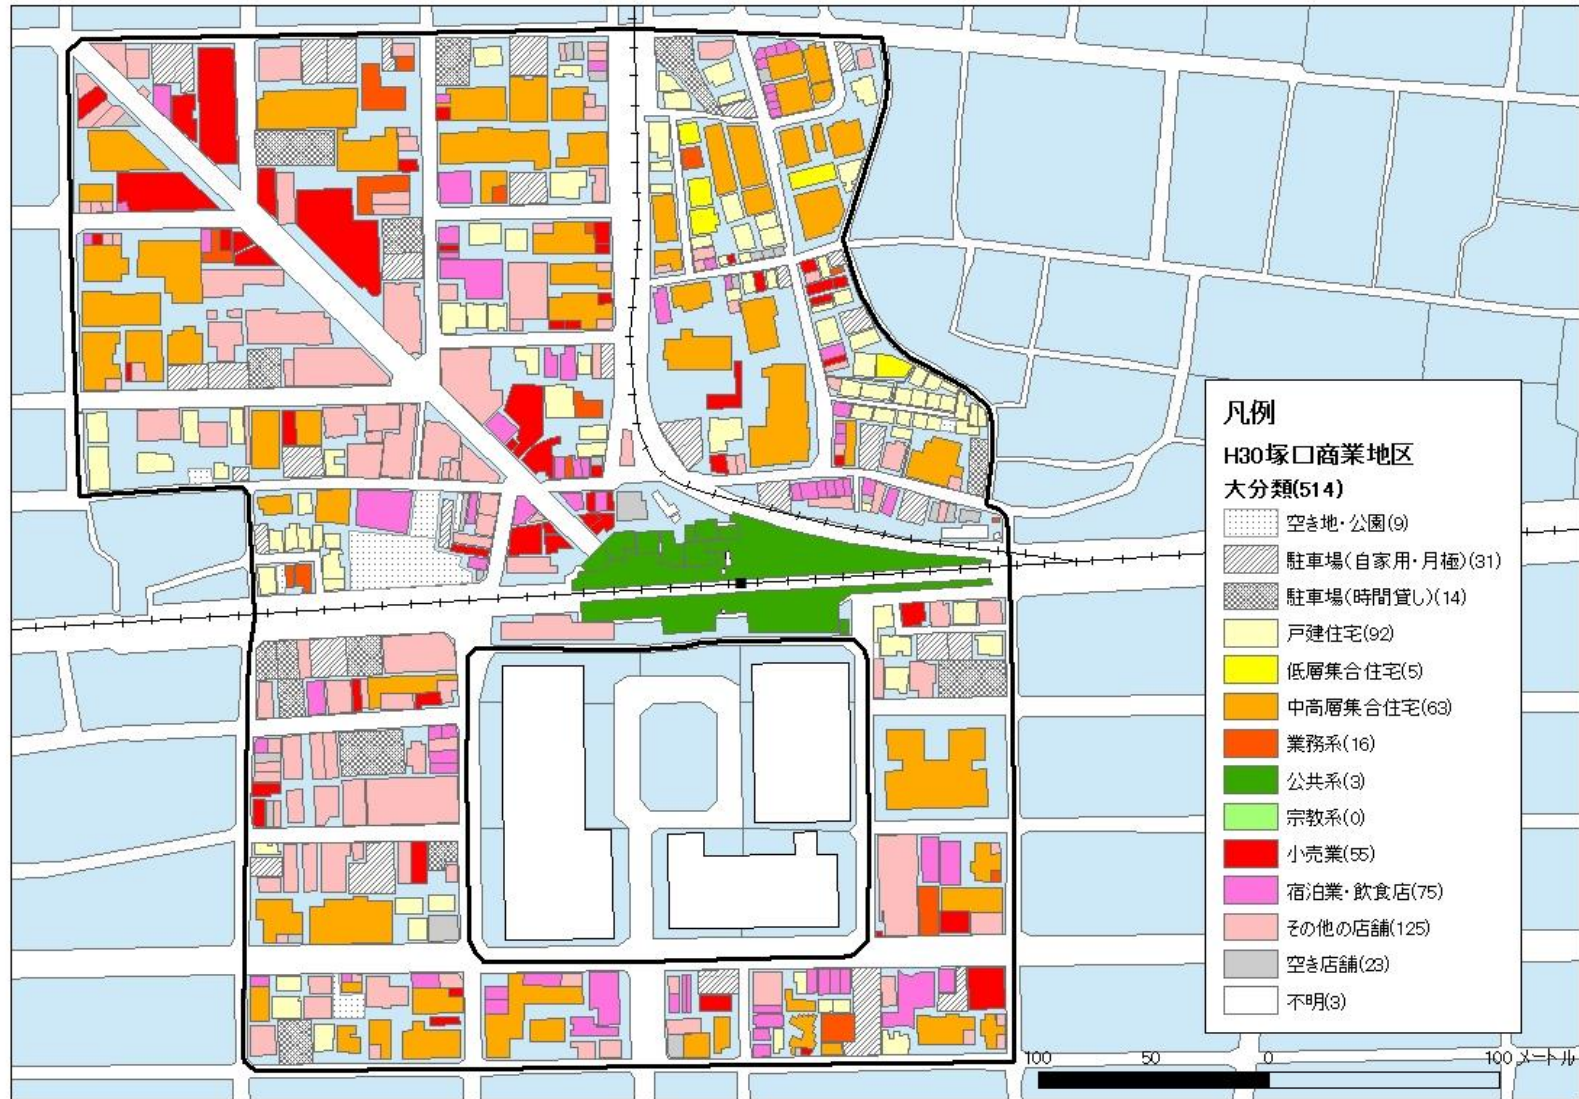 凡例
H30塚口商業地区
大分類(514)
空き地・公園(9)
駐車場(自家用・月極)(31)
駐車場(時間貸し)(14)
戸建住宅(92)
低層集合住宅(5)
中高層集合住宅(63)
業務系(16)
公共系(3)
宗教系(0)
小売業(55)
宿泊業・飲食店(75)
その他の店舗(125)
空き店舗(23)
不明(3)
100 50 0 100 メートル